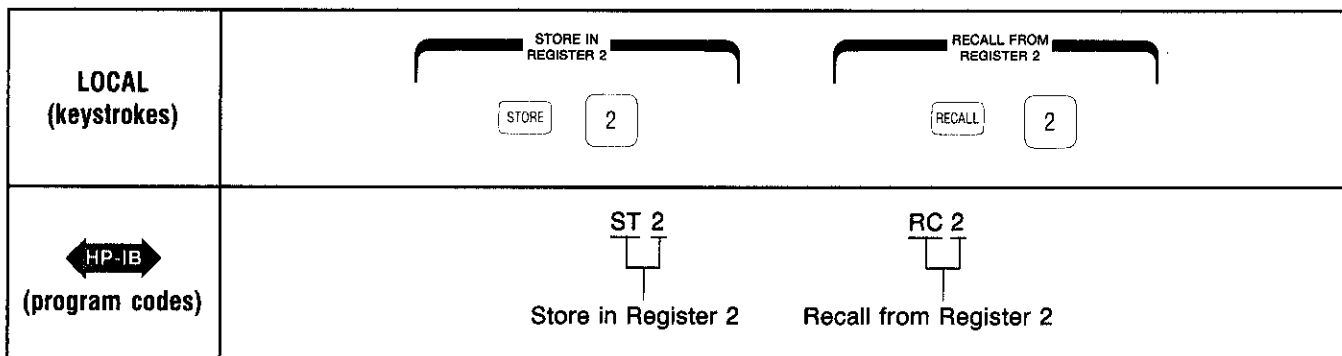 LOCAL
(keystrokes)
STORE IN
REGISTER 2
RECALL FROM
REGISTER 2
STORE 2
RECALL 2
HP-IB
(program codes)
ST 2
RC 2
Store in Register 2
Recall from Register 2